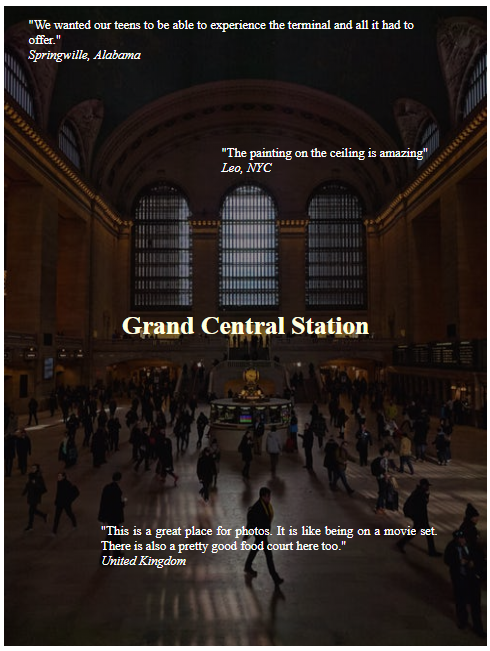 "We wanted our teens to be able to experience the terminal and all it had to
offer."
Springwille, Alabama
"The painting on the ceiling is amazing"
Leo, NYC
Grand Central Station
"This is a great place for photos. It is like being on a movie set.
There is also a pretty good food court here too."
United Kingdom